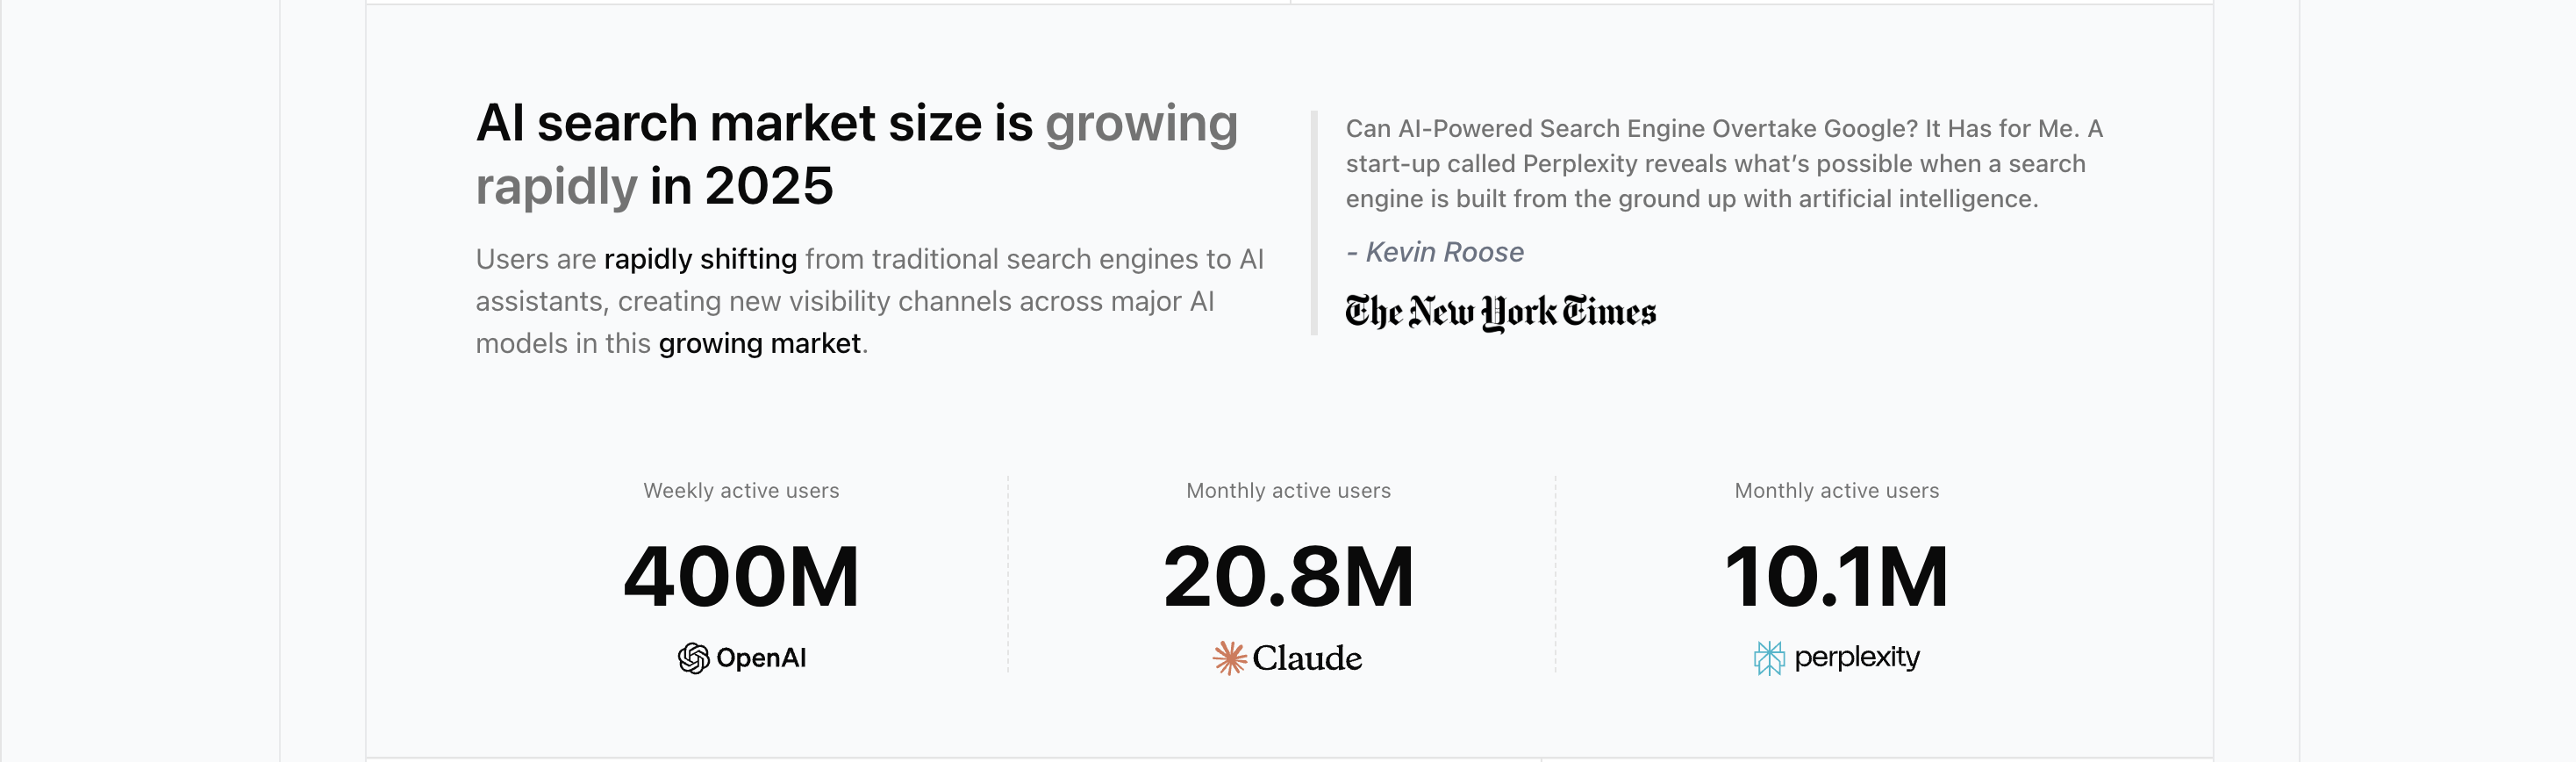 AI search market size is growing
rapidly in 2025
Users are rapidly shifting from traditional search engines to AI
assistants, creating new visibility channels across major AI
models in this growing market.
Can AI-Powered Search Engine Overtake Google? It Has for Me. A
start-up called Perplexity reveals what’s possible when a search
engine is built from the ground up with artificial intelligence.
- Kevin Roose
The New York Times
Weekly active users
400M
OpenAI
Monthly active users
20.8M
Claude
Monthly active users
10.1M
perplexity